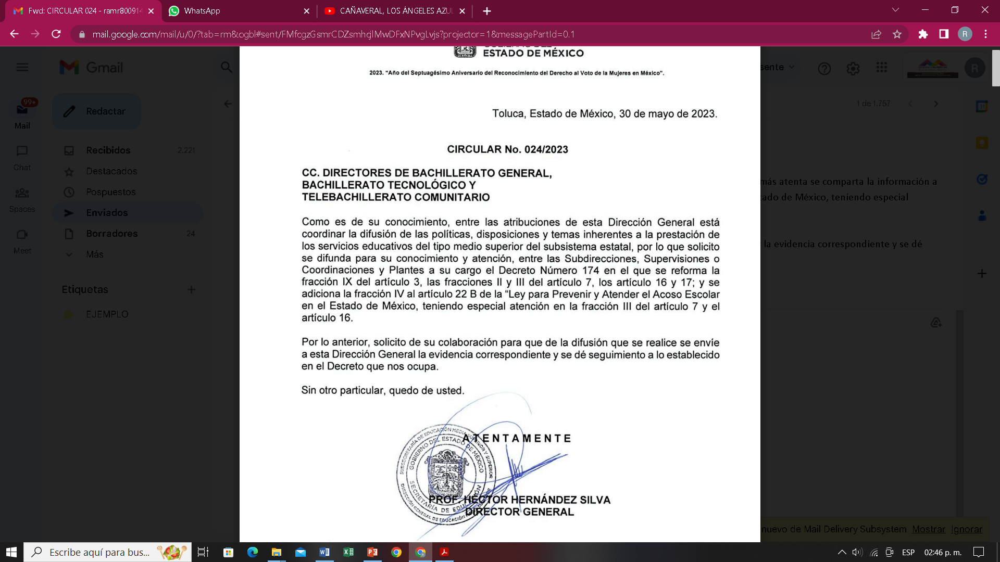 Fwd: CIRCULAR 024 - ramr800914
WhatsApp
CAÑAVERAL, LOS ÁNGELES AZUL
mail.google.com/mail/u/0/?tab=rm&ogbl#sent/FMfcgzGsmrCDZsmhqlMwDFxNPvgLvjs?projector=1&messagePartId=0.1
R
Gmail
ESTADO DE MÉXICO
2023. “Año del Septuagésimo Aniversario del Reconocimiento del Derecho al Voto de la Mujeres en México”.
sente
R
99+
Mail
Redactar
1 de 1.757
Toluca, Estado de México, 30 de mayo de 2023.
Chat
Recibidos 2.221
Destacados
CIRCULAR No. 024/2023
Spaces
Pospuestos
CC. DIRECTORES DE BACHILLERATO GENERAL,
BACHILLERATO TECNOLÓGICO Y
TELEBACHILLERATO COMUNITARIO
más atenta se comparta la información a
tado de México, teniendo especial
Enviados
Borradores 24
Meet
Más
la evidencia correspondiente y se dé
Como es de su conocimiento, entre las atribuciones de esta Dirección General está
coordinar la difusión de las políticas, disposiciones y temas inherentes a la prestación de
los servicios educativos del tipo medio superior del subsistema estatal, por lo que solicito
se difunda para su conocimiento y atención, entre las Subdirecciones, Supervisiones o
Coordinaciones y Planteles a su cargo el Decreto Número 174 en el que se reforma la
fracción IX del artículo 3, las fracciones II y III del artículo 7, los artículo 16 y 17; y se
adiciona la fracción IV al artículo 22 B de la “Ley para Prevenir y Atender el Acoso Escolar
en el Estado de México, teniendo especial atención en la fracción III del artículo 7 y el
artículo 16.
Etiquetas
EJEMPLO
Por lo anterior, solicito de su colaboración para que de la difusión que se realice se envíe
a esta Dirección General la evidencia correspondiente y se dé seguimiento a lo establecido
en el Decreto que nos ocupa.
Sin otro particular, quedo de usted.
ATENTAMENTE
SUBSECRETARÍA DE EDUCACIÓN MEDIA SUPERIOR Y SUPERIOR
GOBIERNO DEL ESTADO DE MÉXICO
SECRETARÍA DE EDUCACIÓN
DIRECCIÓN GENERAL DE EDUCACIÓN
PROF. HÉCTOR HERNÁNDEZ SILVA
DIRECTOR GENERAL
nuevo de Mail Delivery Subsystem Mostrar Ignorar
Escribe aquí para bus...
ESP
02:46 p. m.